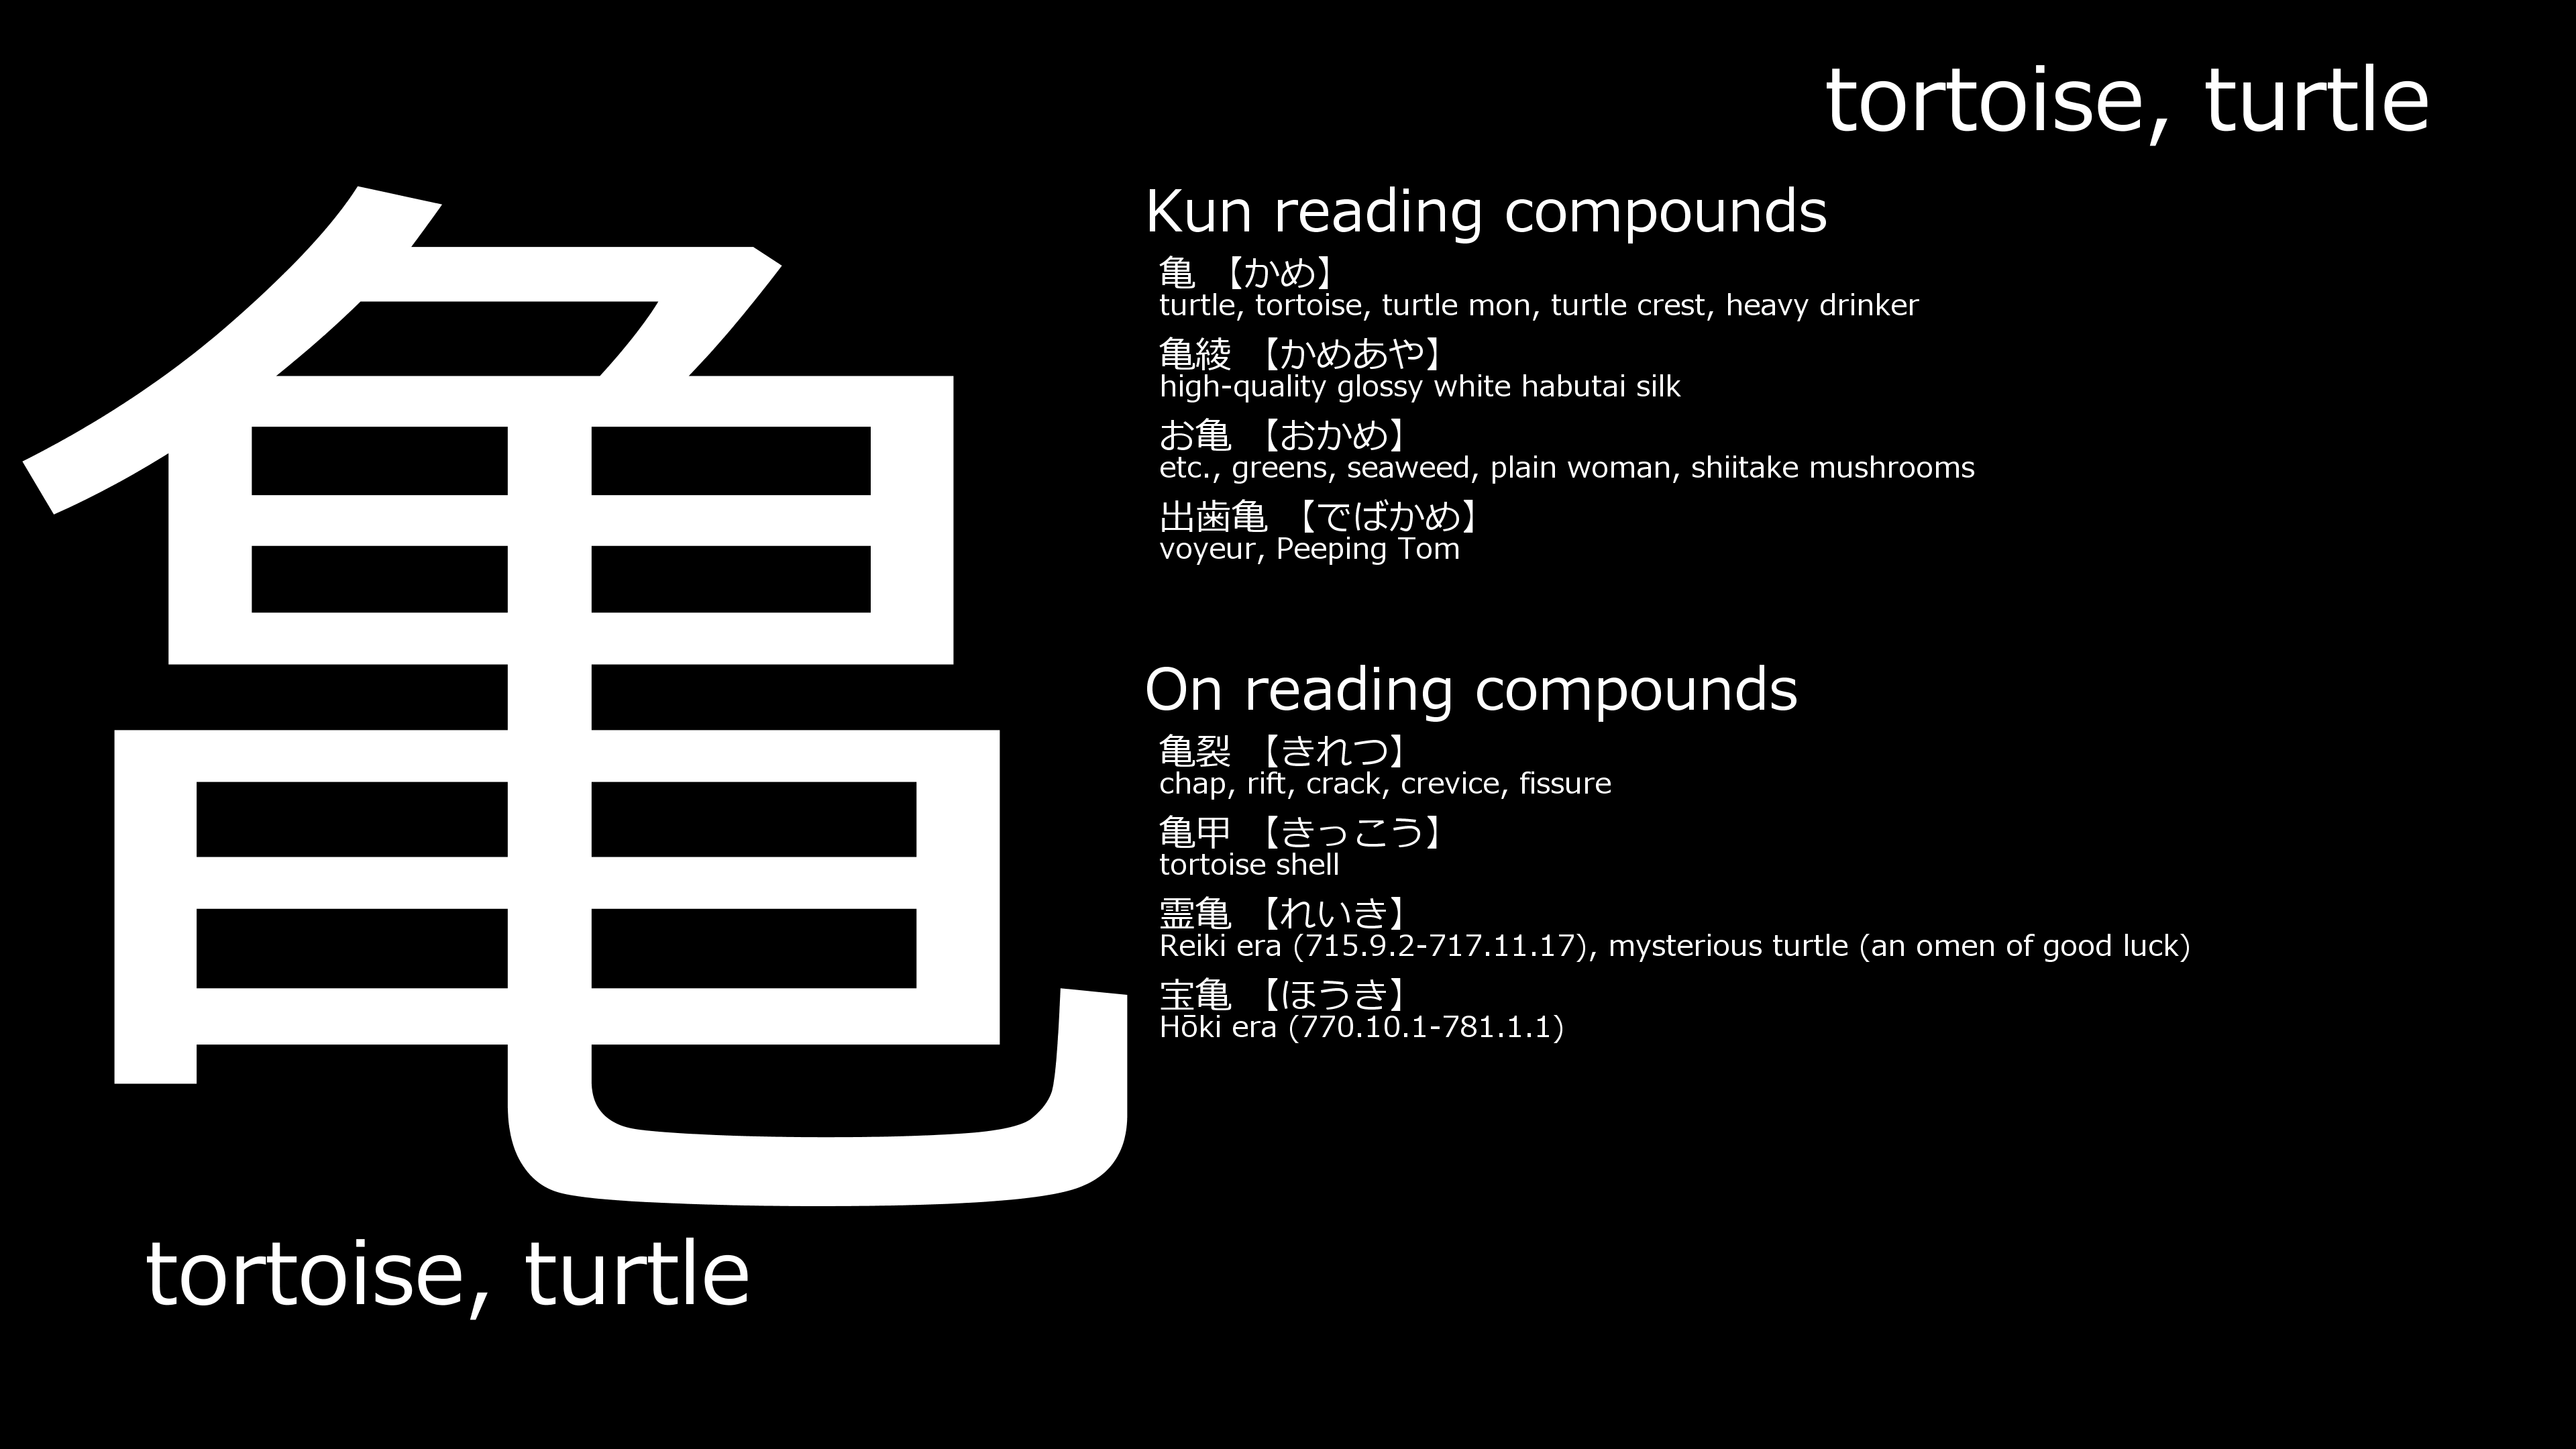 tortoise, turtle
亀
Kun reading compounds
亀 【かめ】
turtle, tortoise, turtle mon, turtle crest, heavy drinker
亀綾 【かめあや】
high-quality glossy white habutai silk
お亀 【おかめ】
etc., greens, seaweed, plain woman, shiitake mushrooms
出歯亀 【でばかめ】
voyeur, Peeping Tom
On reading compounds
亀裂 【きれつ】
chap, rift, crack, crevice, fissure
亀甲 【きっこう】
tortoise shell
霊亀 【れいき】
Reiki era (715.9.2-717.11.17), mysterious turtle (an omen of good luck)
宝亀 【ほうき】
Hōki era (770.10.1-781.1.1)
tortoise, turtle